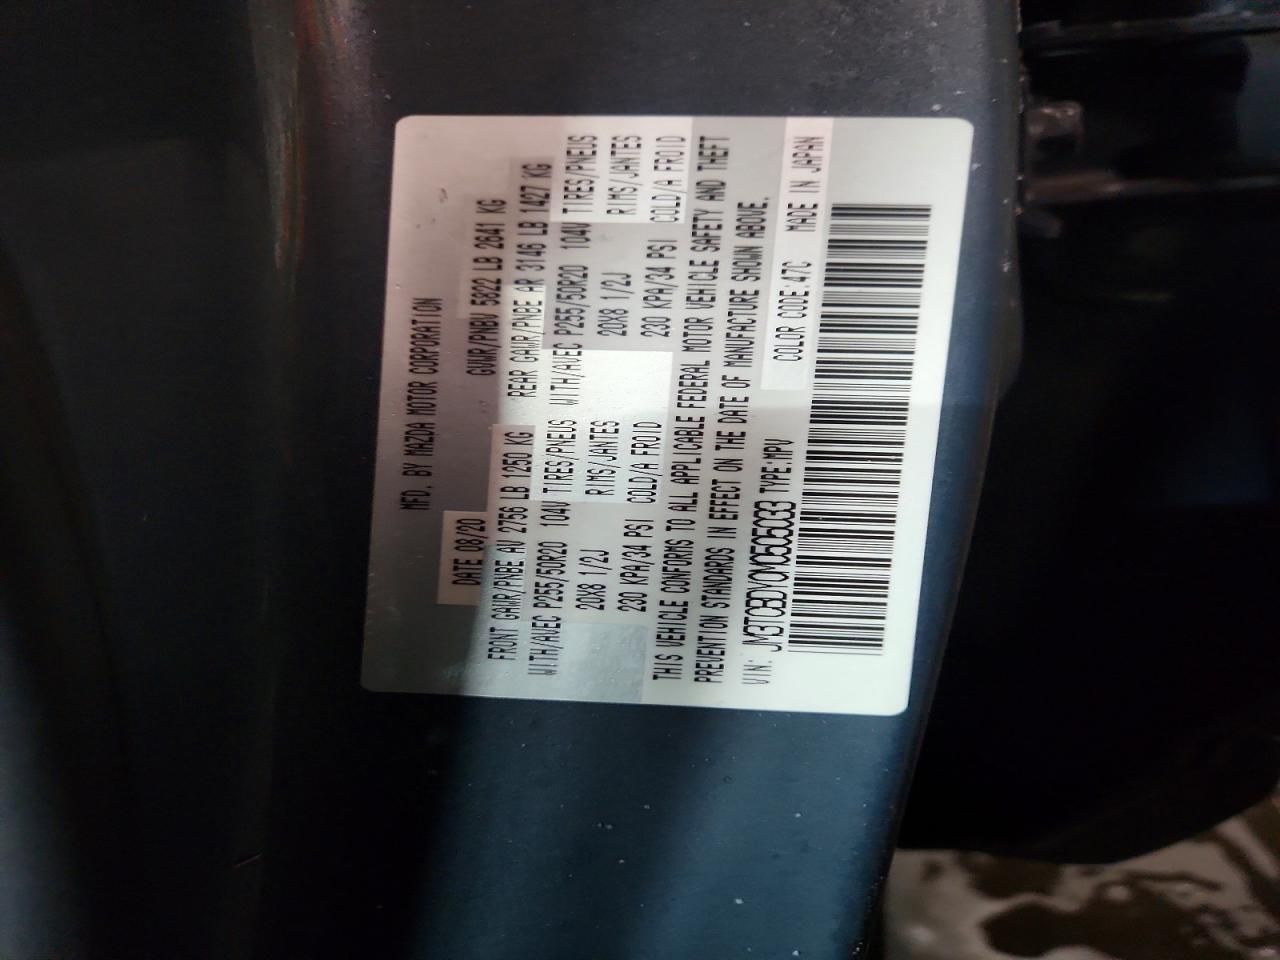 MFD. BY MAZDA MOTOR CORPORATION
DATE 08/20 GVWR/PNBV 5822 LB 2641 KG
FRONT GAWR/PNBE AV 2756 LB 1250 KG REAR GAWR/PNBE AR 3146 LB 1427 KG
WITH/AVEC P255/50R20 104V TIRES/PNEUS WITH/AVEC P255/50R20 104V TIRES/PNEUS
20X8 1/2J RIMS/JANTES 20X8 1/2J RIMS/JANTES
230 KPA/34 PSI COLD/A FROID 230 KPA/34 PSI COLD/A FROID
THIS VEHICLE CONFORMS TO ALL APPLICABLE FEDERAL MOTOR VEHICLE SAFETY AND THEFT
PREVENTION STANDARDS IN EFFECT ON THE DATE OF MANUFACTURE SHOWN ABOVE.
VIN: JM3TCBDY0M0505033 TYPE:MPV COLOR CODE:47C MADE IN JAPAN